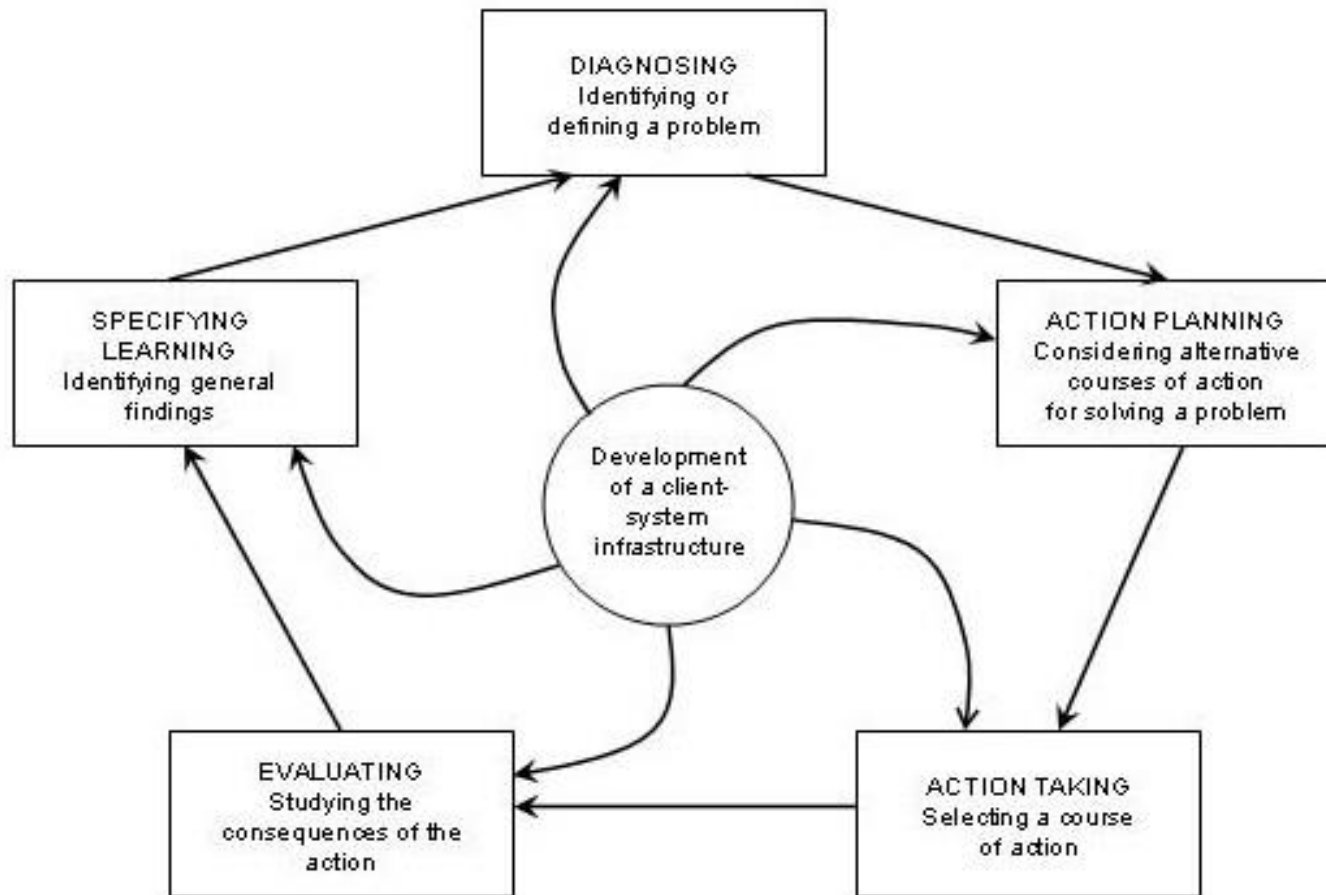 DIAGNOSING
Identifying or
defining a problem
SPECIFYING
LEARNING
Identifying general
findings
ACTION PLANNING
Considering alternative
courses of action
for solving a problem
Development
of a client-
system
infrastructure
EVALUATING
Studying the
consequences of the
action
ACTION TAKING
Selecting a course
of action